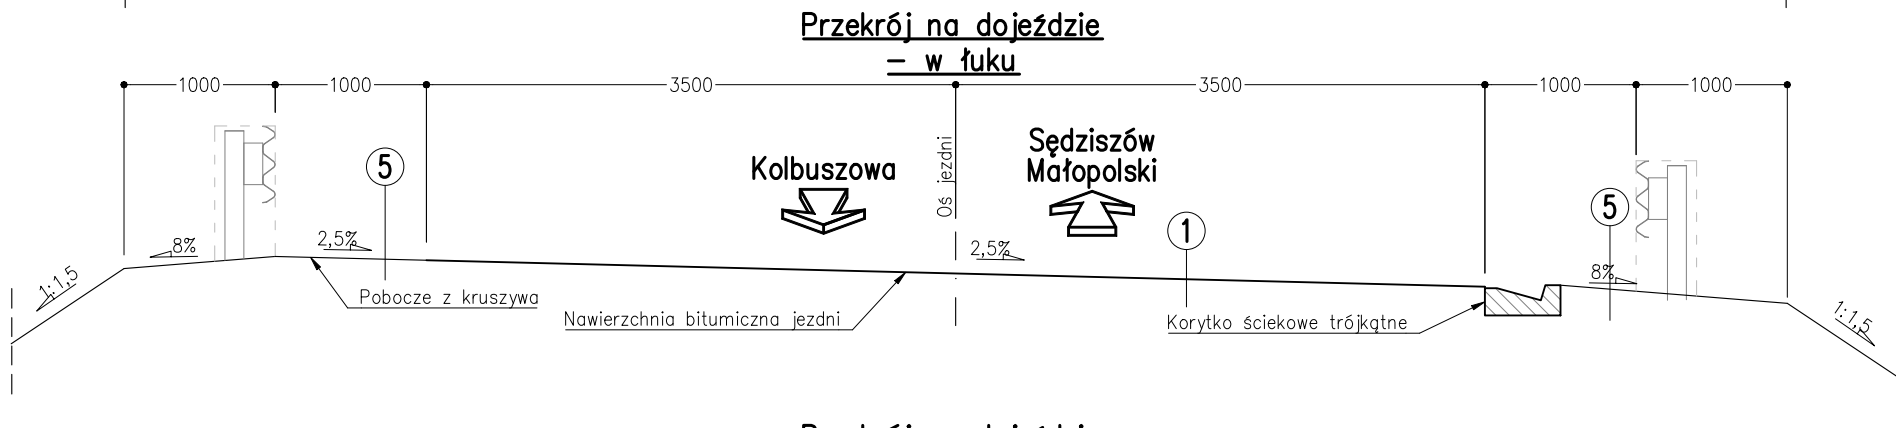 Przekrój na dojeździe
– w łuku
1000 1000 3500 3500 1000 1000
Kolbuszowa
Oś jezdni
Sędziszów
Małopolski
5
5
1
8%
2,5%
2,5%
8%
1:1,5
1:1,5
Pobocze z kruszywa
Nawierzchnia bitumiczna jezdni
Korytko ściekowe trójkątne